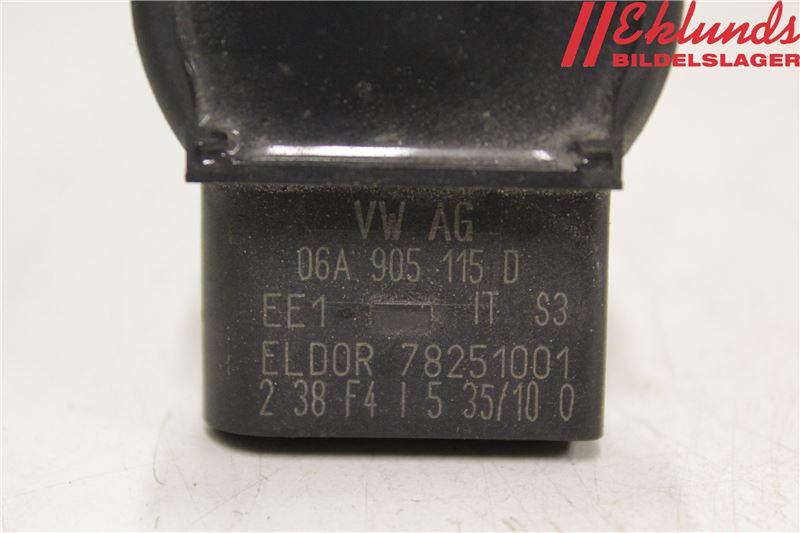 Eklunds
BILDELSLAGER
VW AG
06A 905 115 D
EE1 IT S3
ELDOR 78251001
2 38 F4 I 5 35/10 0